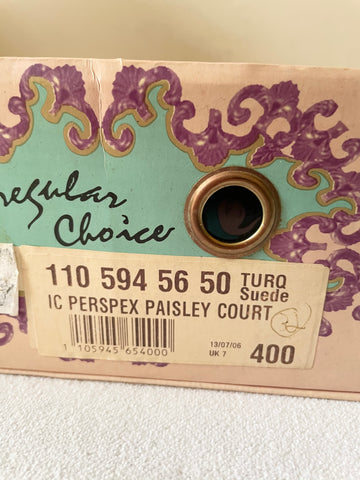 regular
Choice
110 594 56 50 TURQ
Suede
IC PERSPEX PAISLEY COURT
13/07/06
UK 7
400
1 105945 654000